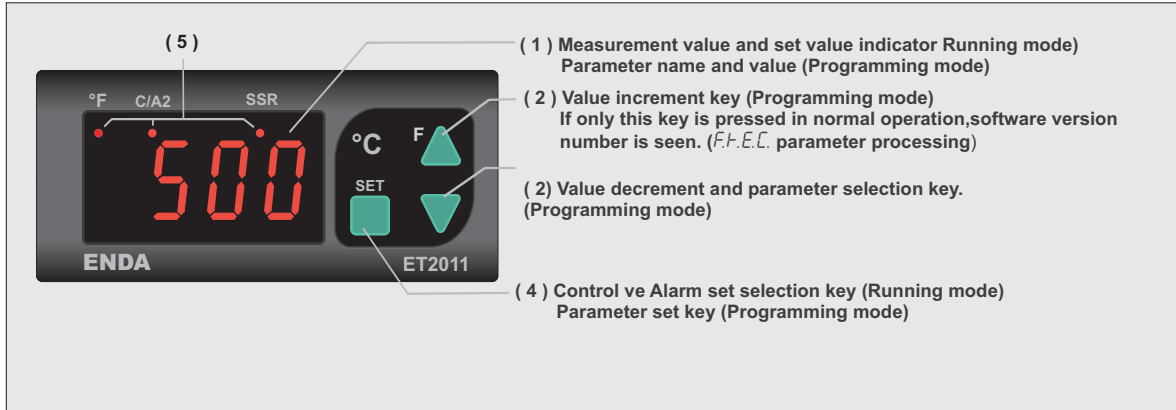 ( 5 )
( 1 ) Measurement value and set value indicator Running mode)
Parameter name and value (Programming mode)
( 2 ) Value increment key (Programming mode)
If only this key is pressed in normal operation,software version
number is seen. (F.t.E.C. parameter processing)
( 2) Value decrement and parameter selection key.
(Programming mode)
( 4 ) Control ve Alarm set selection key (Running mode)
Parameter set key (Programming mode)
°F C/A2 SSR
500
°C F
SET
ENDA ET2011